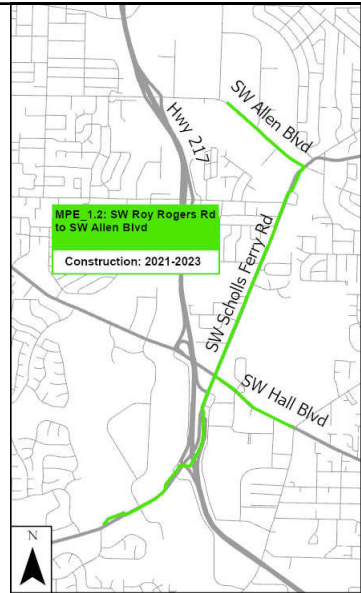 SW Allen Blvd
Hwy 217
MPE_1.2: SW Roy Rogers Rd
to SW Allen Blvd
Construction: 2021-2023
SW Scholls Ferry Rd
SW Hall Blvd
N